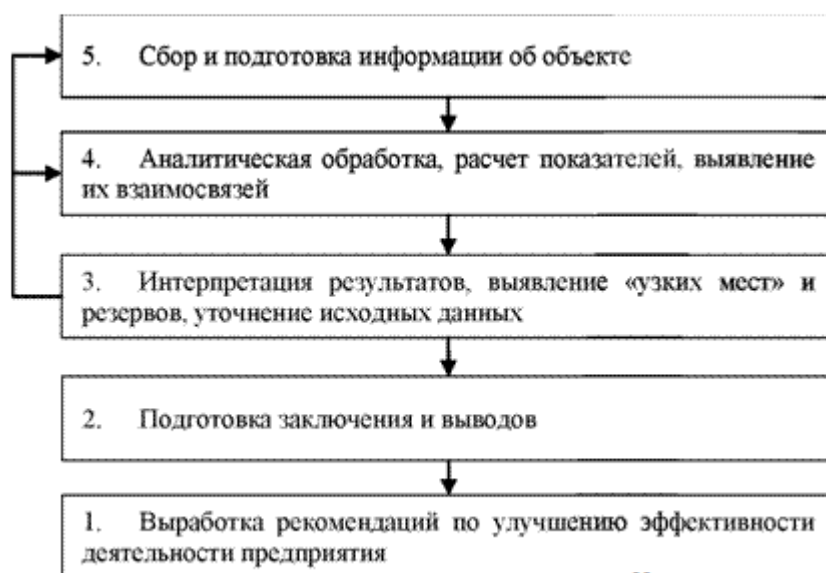 5. Сбор и подготовка информации об объекте
4. Аналитическая обработка, расчет показателей, выявление
их взаимосвязей
3. Интерпретация результатов, выявление «узких мест» и
резервов, уточнение исходных данных
2. Подготовка заключения и выводов
1. Выработка рекомендаций по улучшению эффективности
деятельности предприятия